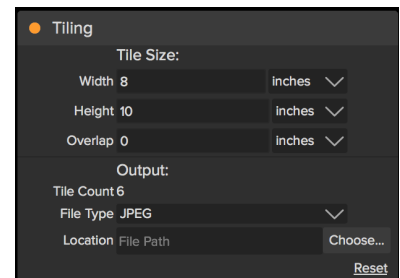 Tiling
Tile Size:
Width 8 inches
Height 10 inches
Overlap 0 inches
Output:
Tile Count 6
File Type JPEG
Location File Path Choose...
Reset